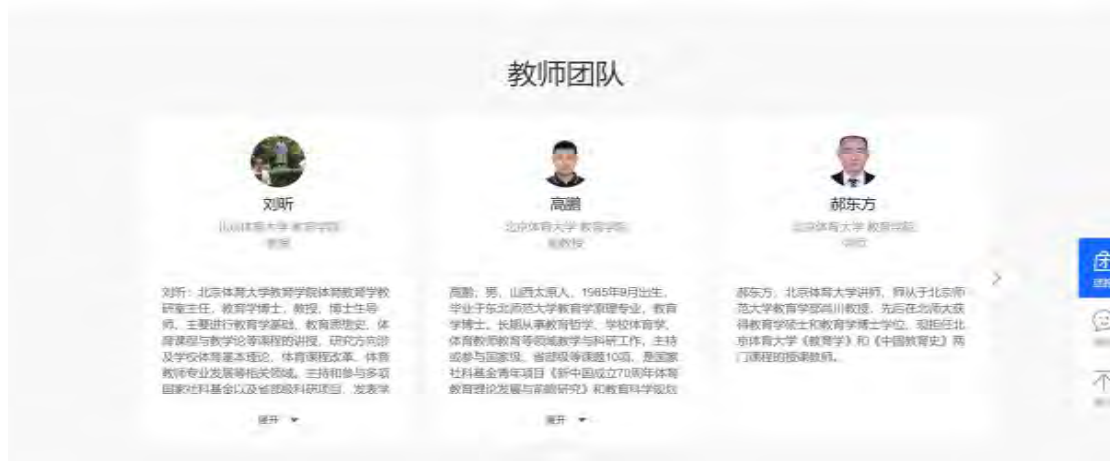 教师团队
刘昕
北京体育大学 教育学院
教授
刘昕：北京体育大学教育学院体育教育学教
研室主任，教育学博士，教授，博士生导
师。主要进行教育学基础、教育思想史、体
育课程与教学论等课程的讲授，研究方向涉
及学校体育基本理论、体育课程改革、体育
教师专业发展等相关领域。主持和参与多项
国家社科基金以及省部级科研项目，发表学
展开
高鹏
北京体育大学 教育学院
副教授
高鹏，男，山西太原人，1985年9月出生，
毕业于东北师范大学教育学原理专业，教育
学博士。长期从事教育哲学、学校体育学、
体育教师教育等领域教学与科研工作，主持
或参与国家级、省部级等课题10项，是国家
社科基金青年项目《新中国成立70周年体育
教育理论发展与前瞻研究》和教育科学规划
展开
郝东方
北京体育大学 教育学院
讲师
郝东方，北京体育大学讲师，师从于北京师
范大学教育学部尚川教授，先后在北师大获
得教育学硕士和教育学博士学位，现担任北
京体育大学《教育学》和《中国教育史》两
门课程的授课教师。